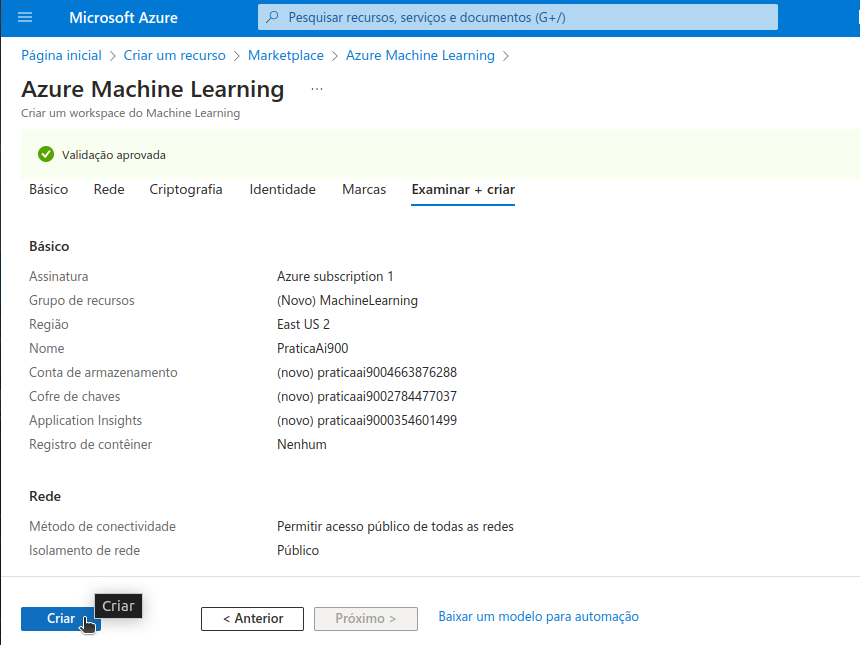 Microsoft Azure
Pesquisar recursos, serviços e documentos (G+/)
Página inicial > Criar um recurso > Marketplace > Azure Machine Learning >
Azure Machine Learning ...
Criar um workspace do Machine Learning
Validação aprovada
Básico Rede Criptografia Identidade Marcas Examinar + criar
Básico
Assinatura Azure subscription 1
Grupo de recursos (Novo) MachineLearning
Região East US 2
Nome PraticaAi900
Conta de armazenamento (novo) praticaai9004663876288
Cofre de chaves (novo) praticaai9002784477037
Application Insights (novo) praticaai9000354601499
Registro de contêiner Nenhum
Rede
Método de conectividade Permitir acesso público de todas as redes
Isolamento de rede Público
Criar
Criar
< Anterior
Próximo >
Baixar um modelo para automação